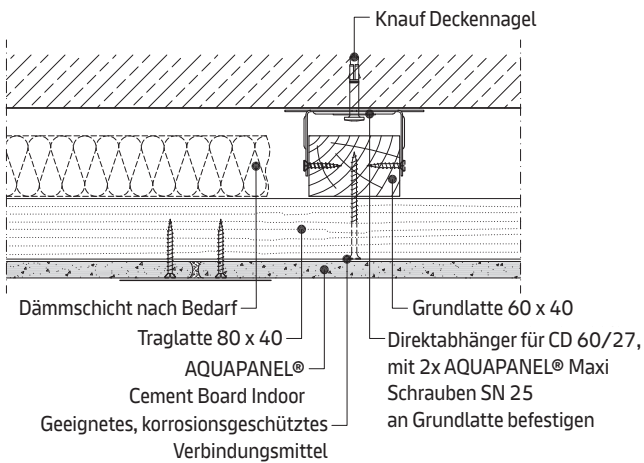 Knauf Deckennagel
Dämmschicht nach Bedarf
Traglatte 80 x 40
AQUAPANEL®
Cement Board Indoor
Geeignetes, korrosionsgeschütztes
Verbindungsmittel
Grundlatte 60 x 40
Direktabhänger für CD 60/27,
mit 2x AQUAPANEL® Maxi
Schrauben SN 25
an Grundlatte befestigen